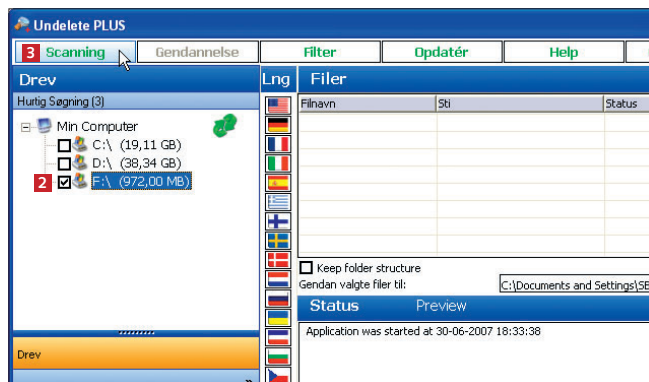 Undelete PLUS
3 Scanning Gendannelse Filter Opdatér Help
Drev Lng Filer
Hurtig Søgning (3)
Filnavn Sti Status
Min Computer
C:\ (19,11 GB)
D:\ (38,34 GB)
2 F:\ (972,00 MB)
Keep folder structure
Gendan valgte filer til: C:\Documents and Settings\SE
Status Preview
Application was started at 30-06-2007 18:33:38
Drev